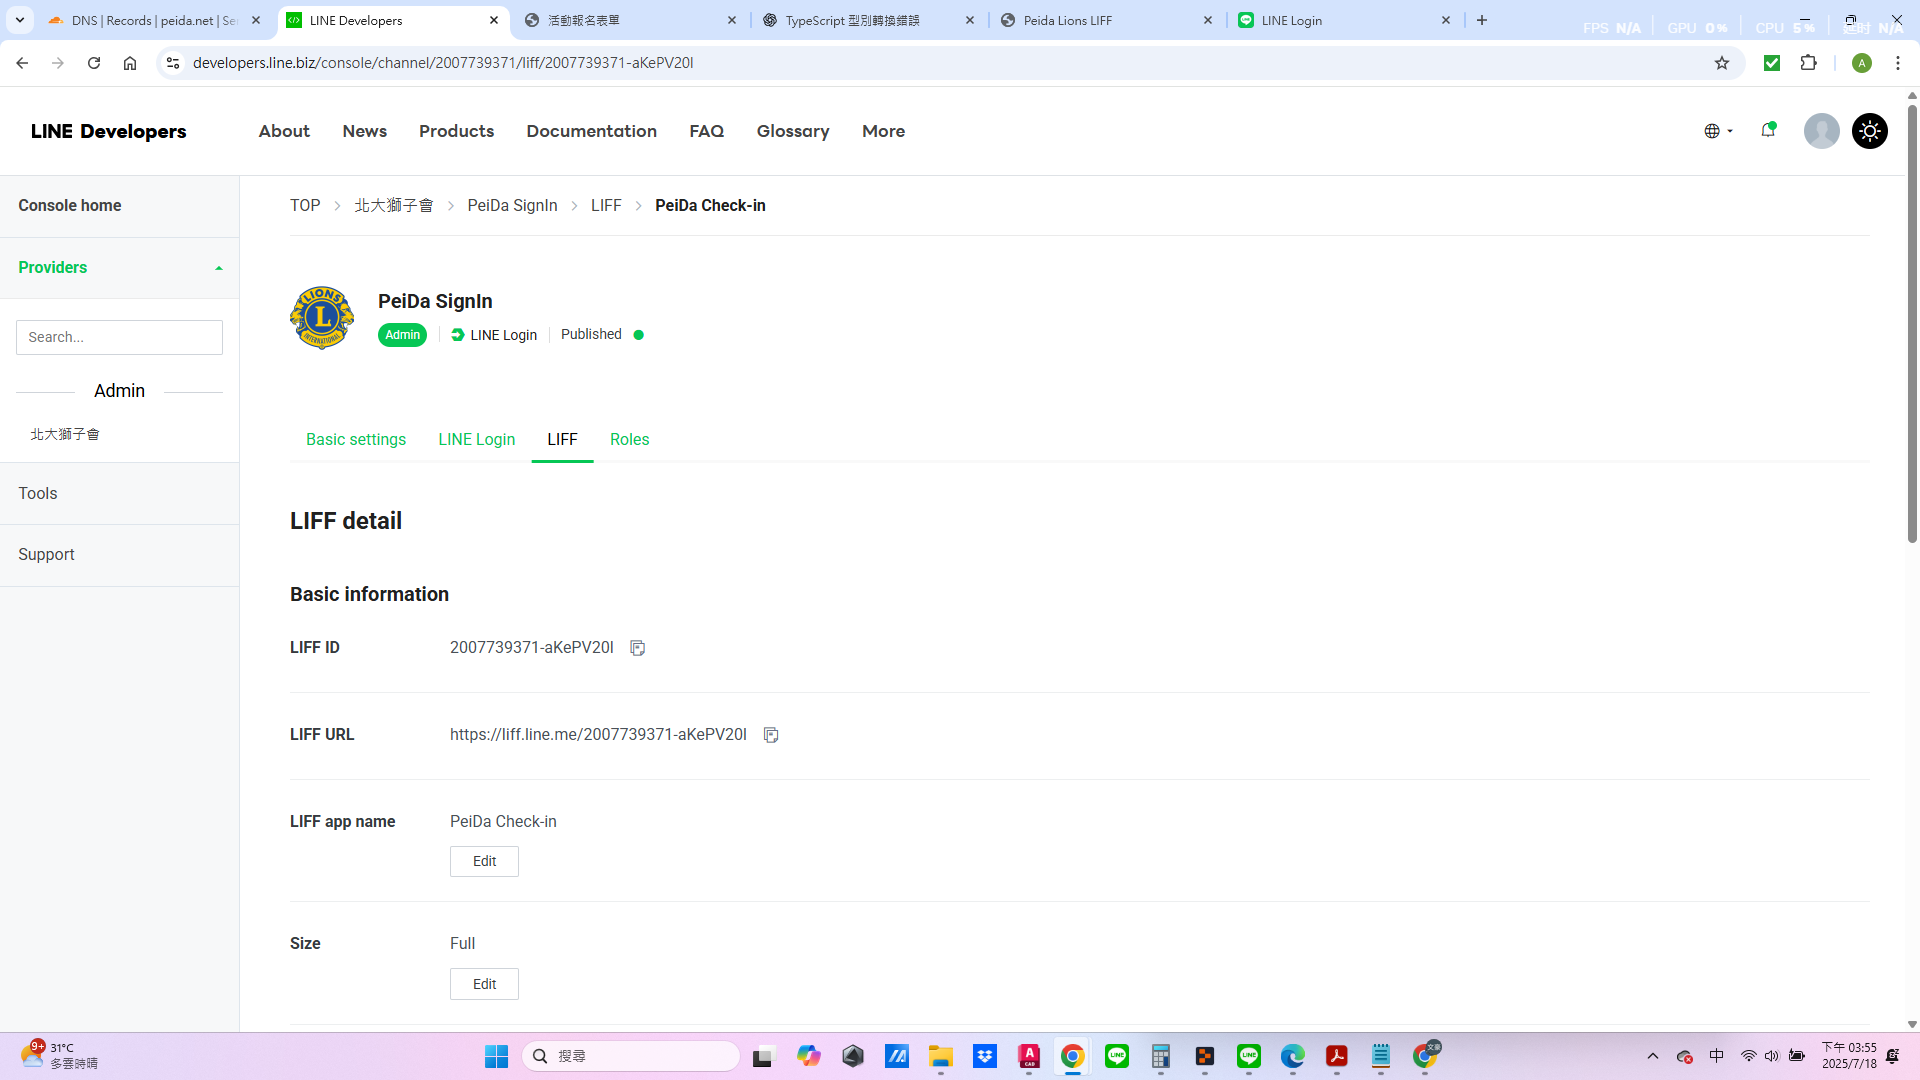 DNS | Records | peida.net | Se
LINE Developers
活動報名表單
TypeScript 型別轉換錯誤
Peida Lions LIFF
LINE Login
FPS N/A
GPU 0%
CPU 5%
延时 N/A
developers.line.biz/console/channel/2007739371/liff/2007739371-aKePV20l
A
LINE Developers
About
News
Products
Documentation
FAQ
Glossary
More
Console home
Providers
Search...
Admin
北大獅子會
Tools
Support
TOP
北大獅子會
PeiDa SignIn
LIFF
PeiDa Check-in
LIONS
L
INTERNATIONAL
PeiDa SignIn
Admin
LINE Login
Published
Basic settings
LINE Login
LIFF
Roles
LIFF detail
Basic information
LIFF ID
2007739371-aKePV20l
LIFF URL
https://liff.line.me/2007739371-aKePV20l
LIFF app name
PeiDa Check-in
Edit
Size
Full
Edit
9+
31°C
多雲時晴
搜尋
中
下午 03:55
2025/7/18